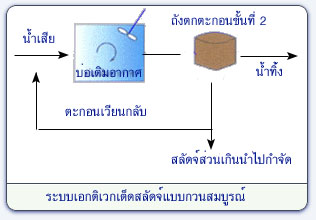 ถังตกตะกอนขั้นที่ 2
น้ำเสีย
บ่อเติมอากาศ
น้ำทิ้ง
ตะกอนเวียนกลับ
สลัดจ์ส่วนเกินนำไปกำจัด
ระบบเอกติเวกเต็ดสลัดจ์แบบกวนสมบูรณ์